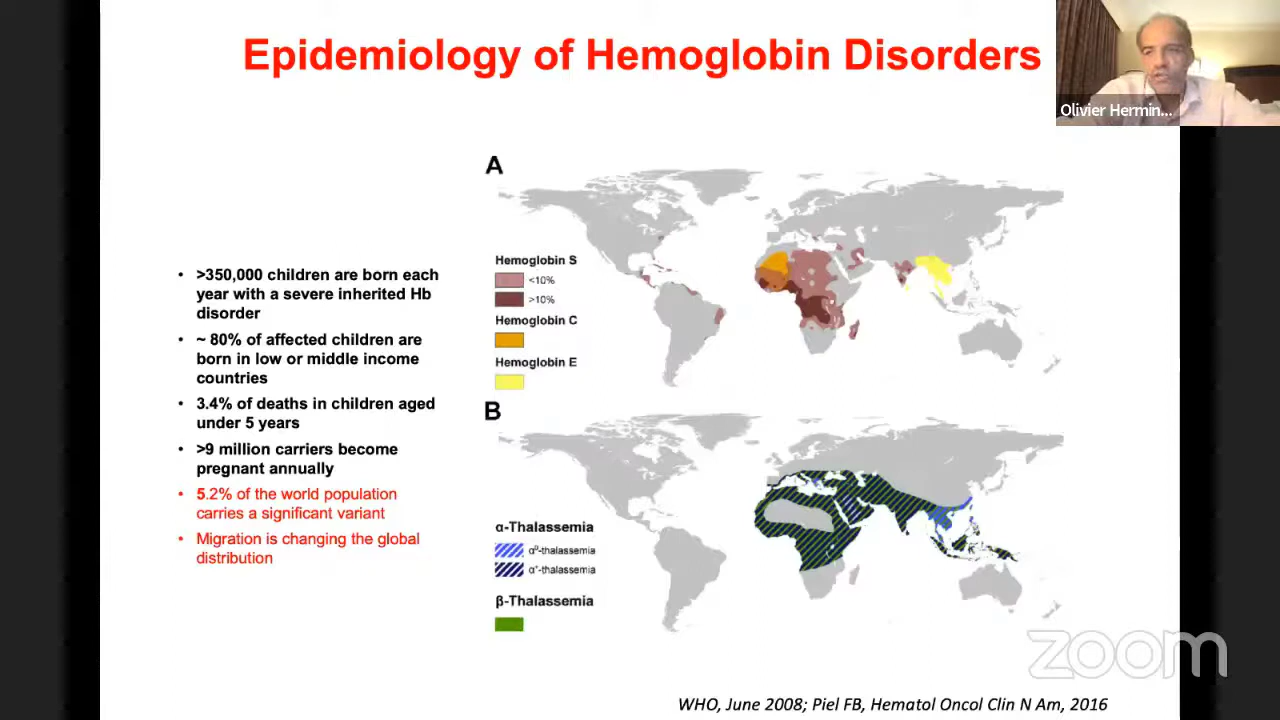 Epidemiology of Hemoglobin Disorders
Olivier Hermin...
• >350,000 children are born each
year with a severe inherited Hb
disorder
• ~ 80% of affected children are
born in low or middle income
countries
• 3.4% of deaths in children aged
under 5 years
• >9 million carriers become
pregnant annually
• 5.2% of the world population
carries a significant variant
• Migration is changing the global
distribution
A
Hemoglobin S
<10%
>10%
Hemoglobin C
Hemoglobin E
B
α-Thalassemia
α⁰-thalassemia
α⁺-thalassemia
β-Thalassemia
zoom
WHO, June 2008; Piel FB, Hematol Oncol Clin N Am, 2016